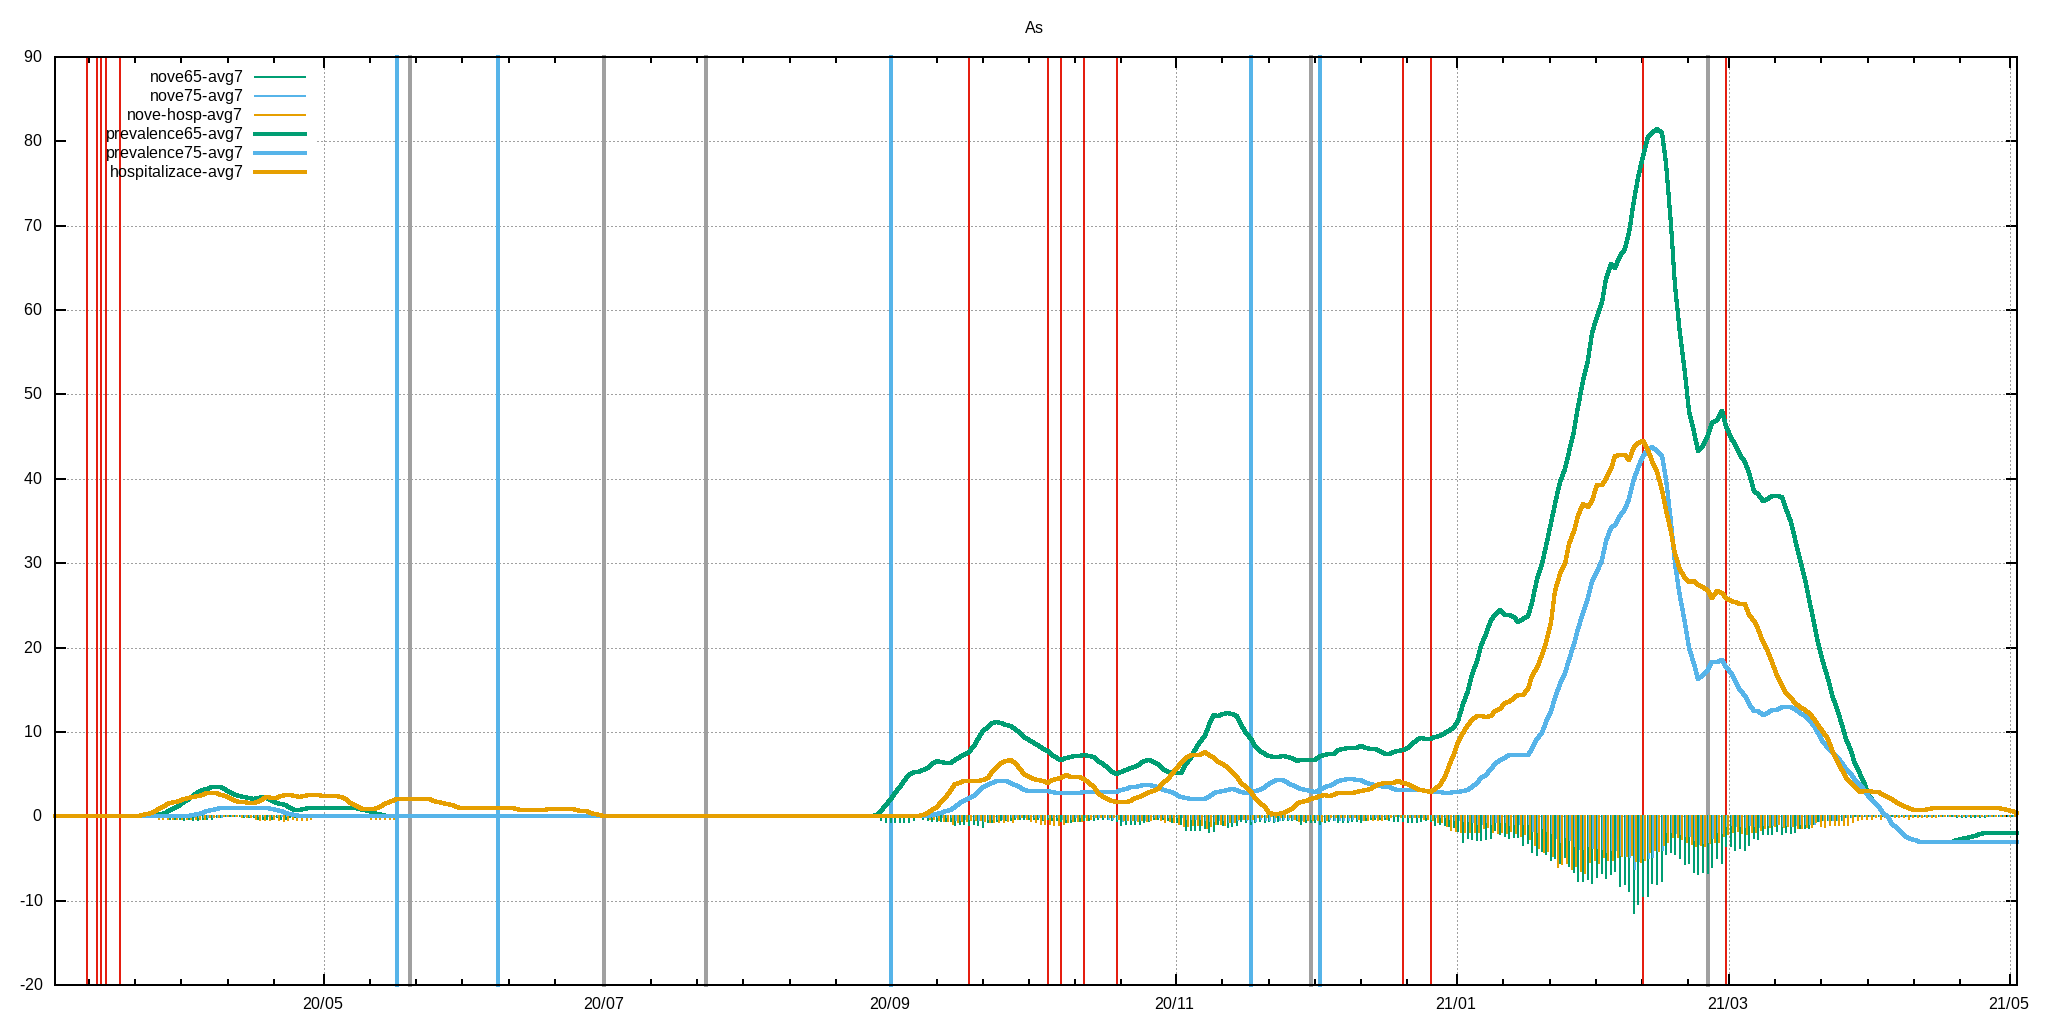 As
90
nove65-avg7
nove75-avg7
nove-hosp-avg7
prevalence65-avg7
prevalence75-avg7
hospitalizace-avg7
80
70
60
50
40
30
20
10
0
-10
-20
20/05 20/07 20/09 20/11 21/01 21/03 21/05